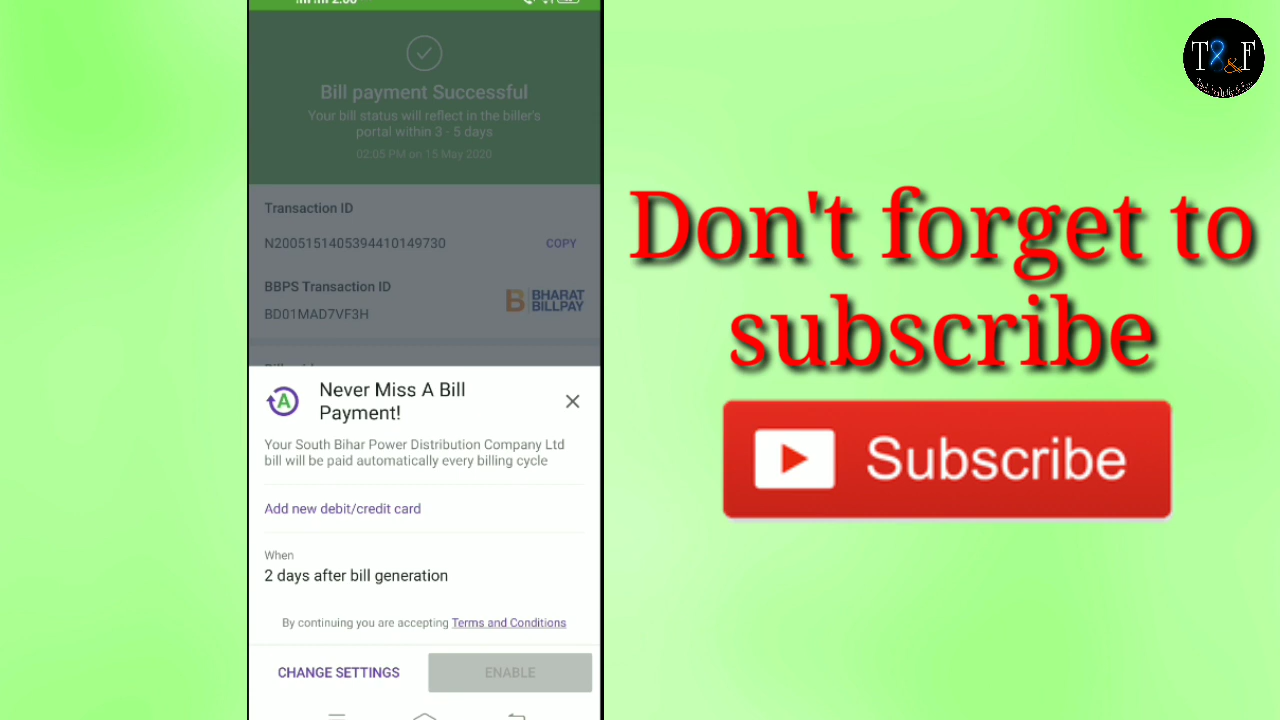 Bill payment Successful
Your bill status will reflect in the biller's
portal within 3 - 5 days
02:05 PM on 15 May 2020
Transaction ID
N2005151405394410149730
COPY
BBPS Transaction ID
BD01MAD7VF3H
BHARAT
BILLPAY
Never Miss A Bill
Payment!
Your South Bihar Power Distribution Company Ltd
bill will be paid automatically every billing cycle
Add new debit/credit card
When
2 days after bill generation
By continuing you are accepting Terms and Conditions
CHANGE SETTINGS
ENABLE
T&F
Don't forget to
subscribe
Subscribe